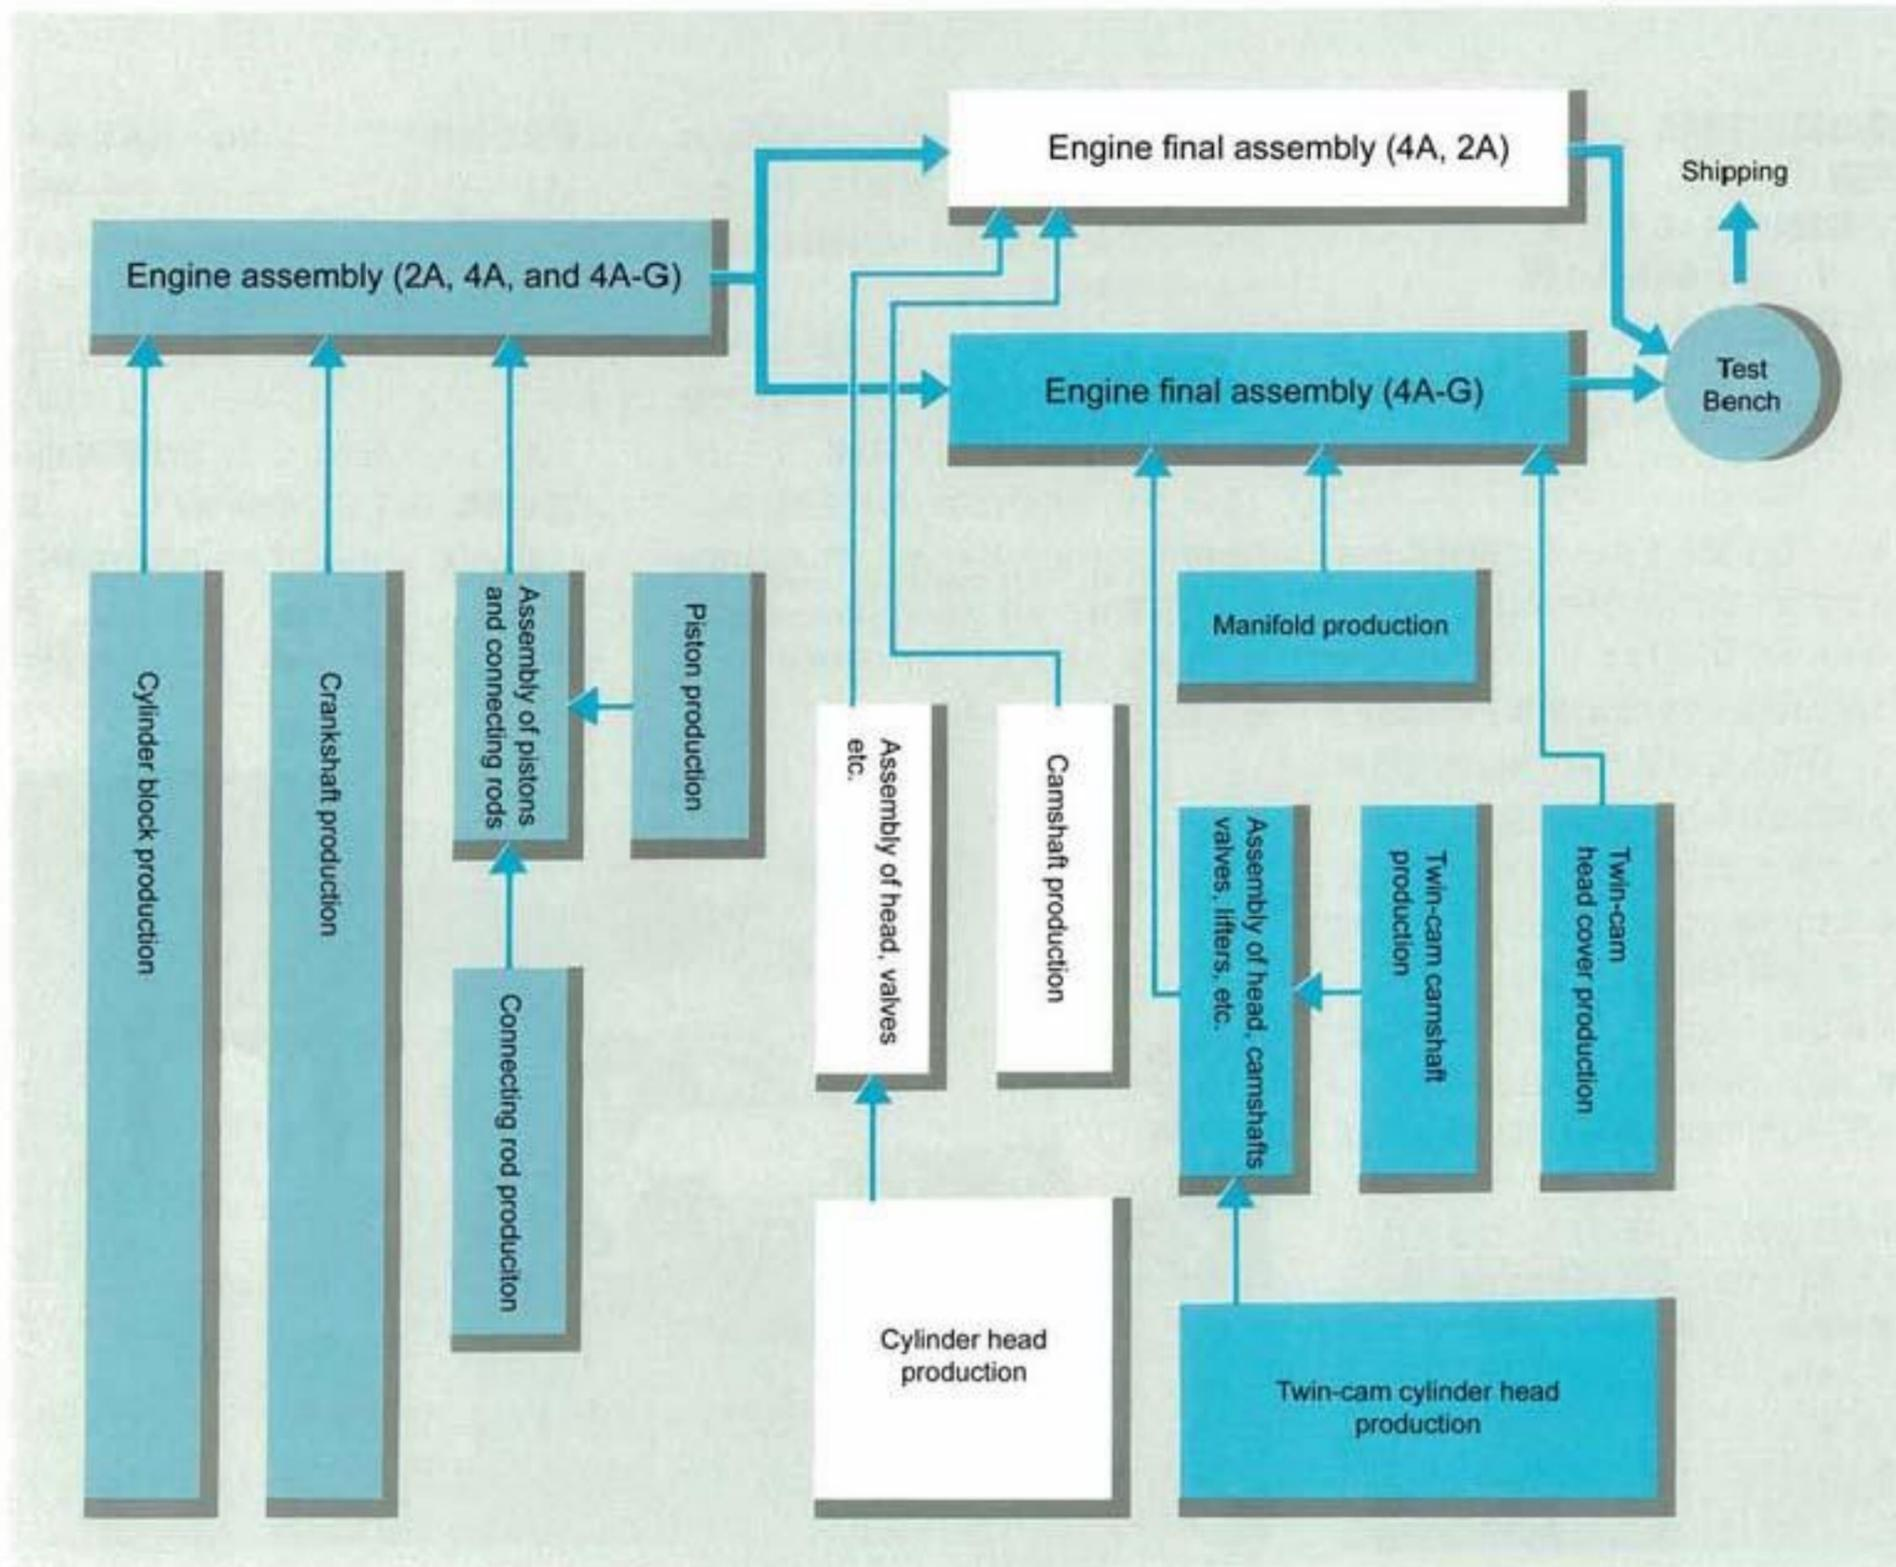 Engine final assembly (4A, 2A)
Shipping
Engine assembly (2A, 4A, and 4A-G)
Engine final assembly (4A-G)
Test
Bench
Cylinder block production
Crankshaft production
Assembly of pistons
and connecting rods
Piston production
Connecting rod produciton
Assembly of head, valves
etc.
Camshaft production
Manifold production
Assembly of head, camshafts
valves, lifters, etc.
Twin-cam camshaft
production
Twin-cam
head cover production
Cylinder head
production
Twin-cam cylinder head
production